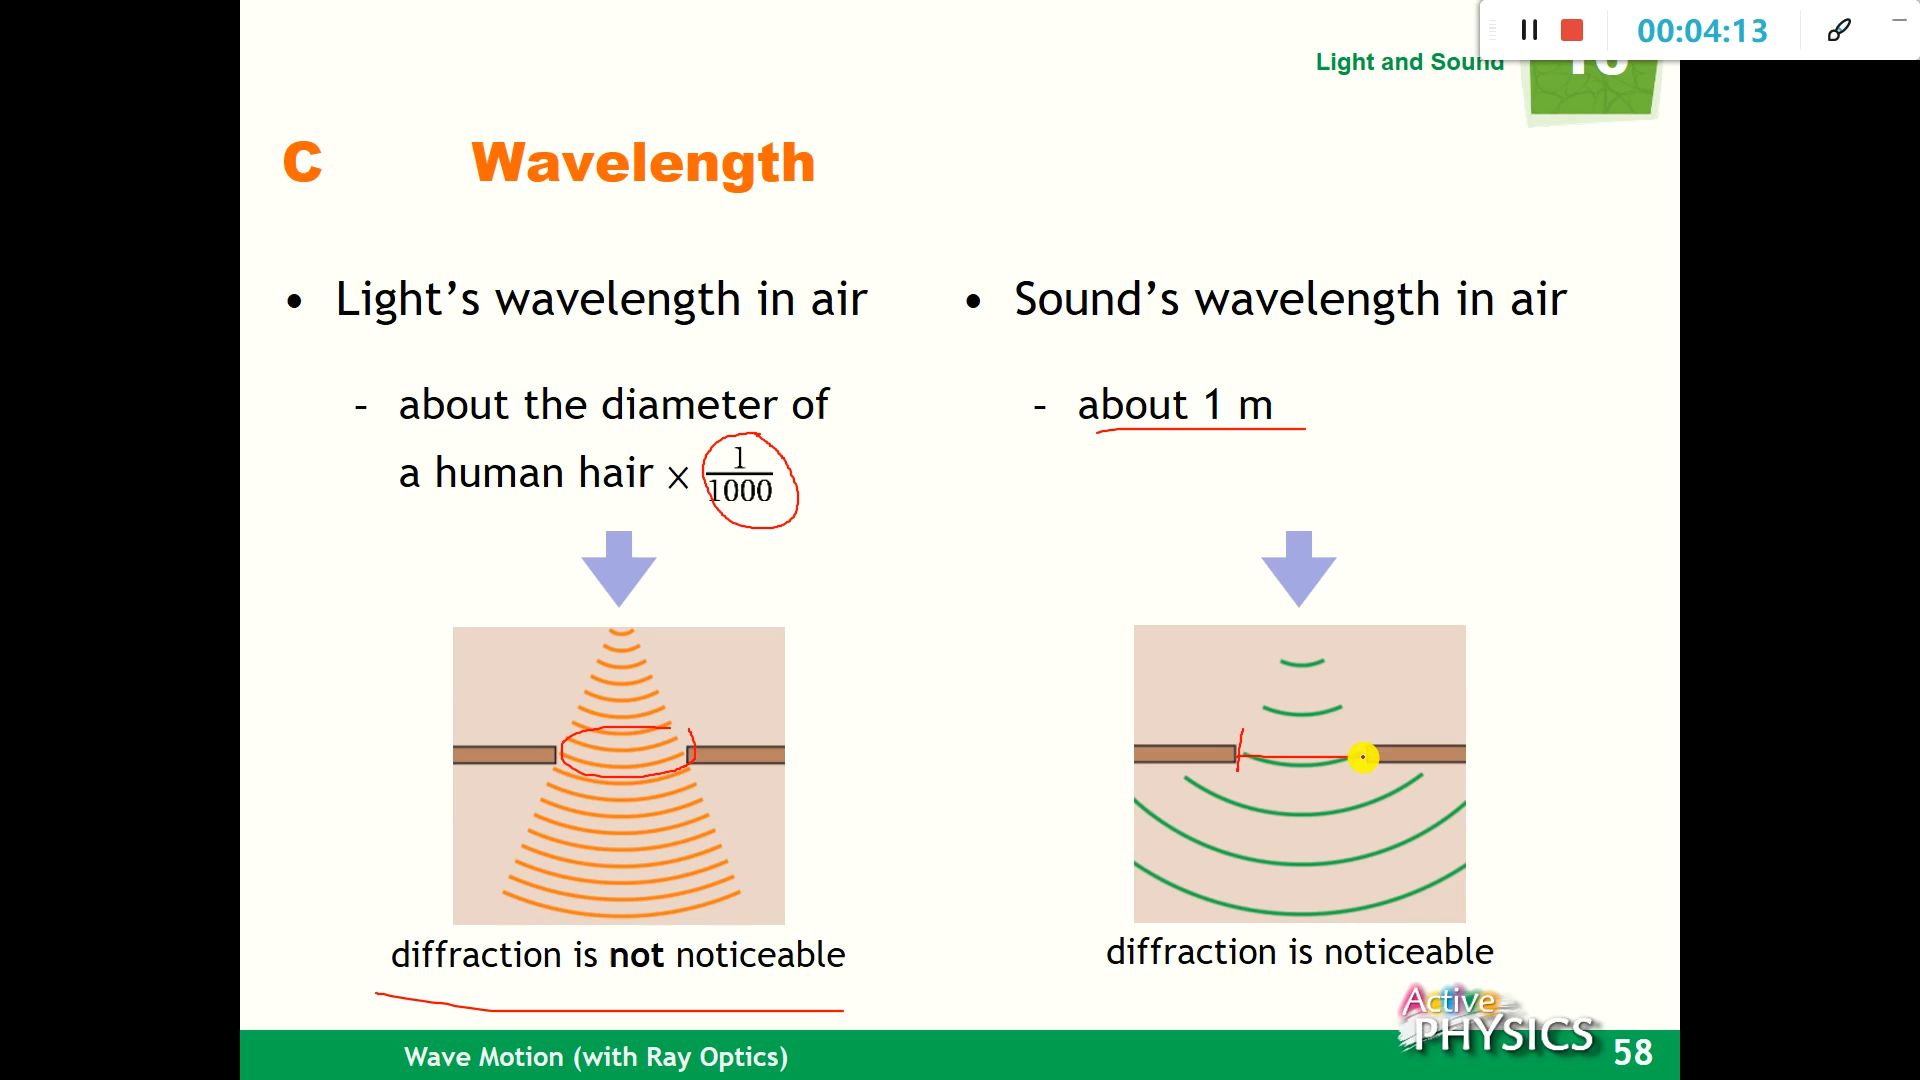 00:04:13
Light and Sound
C Wavelength
• Light’s wavelength in air
- about the diameter of
a human hair × 1/1000
diffraction is not noticeable
• Sound’s wavelength in air
- about 1 m
diffraction is noticeable
Active
PHYSICS
Wave Motion (with Ray Optics)
58